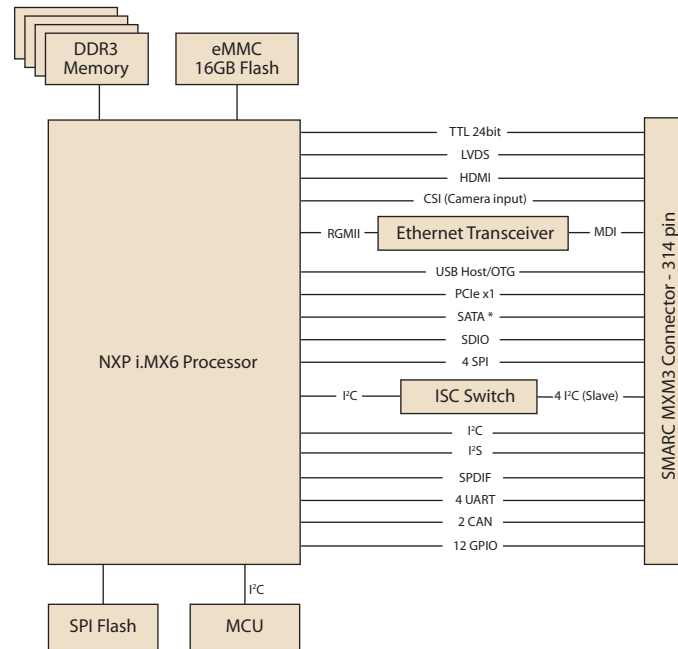 DDR3
Memory
eMMC
16GB Flash
TTL 24bit
LVDS
HDMI
CSI (Camera input)
RGMII
Ethernet Transceiver
MDI
USB Host/OTG
PCIe x1
SATA *
SDIO
4 SPI
NXP i.MX6 Processor
I²C
ISC Switch
4 I²C (Slave)
I²C
I²S
SPDIF
4 UART
2 CAN
12 GPIO
SMARC MXM3 Connector - 314 pin
I²C
SPI Flash
MCU